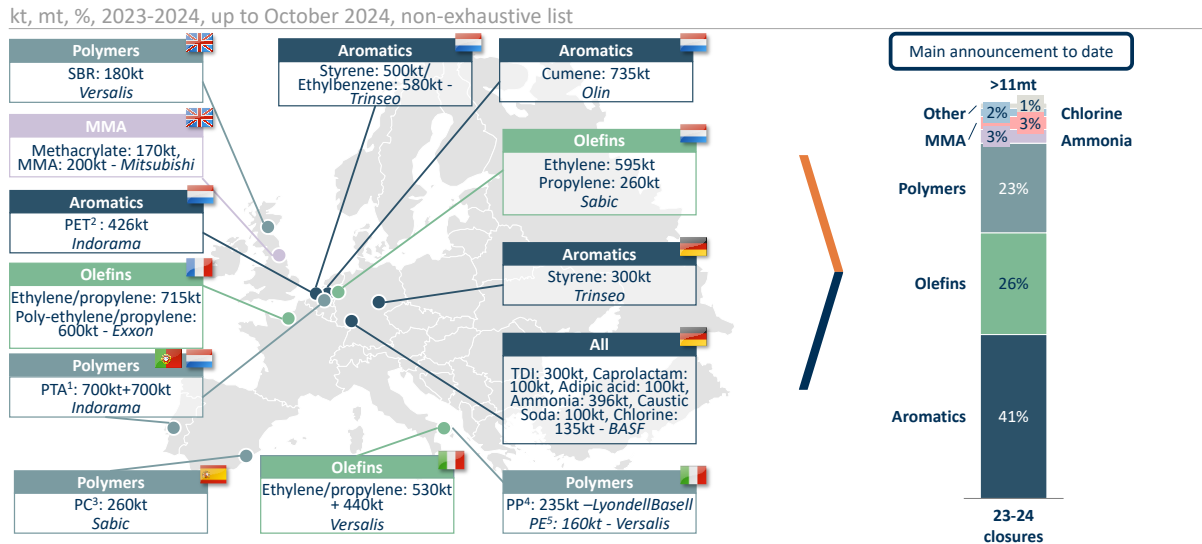 kt, mt, %, 2023-2024, up to October 2024, non-exhaustive list
Polymers
SBR: 180kt
Versalis
MMA
Methacrylate: 170kt,
MMA: 200kt - Mitsubishi
Aromatics
PET² : 426kt
Indorama
Olefins
Ethylene/propylene: 715kt
Poly-ethylene/propylene:
600kt - Exxon
Polymers
PTA¹: 700kt+700kt
Indorama
Polymers
PC³: 260kt
Sabic
Aromatics
Styrene: 500kt/
Ethylbenzene: 580kt -
Trinseo
Aromatics
Cumene: 735kt
Olin
Olefins
Ethylene: 595kt
Propylene: 260kt
Sabic
Aromatics
Styrene: 300kt
Trinseo
All
TDI: 300kt, Caprolactam:
100kt, Adipic acid: 100kt,
Ammonia: 396kt, Caustic
Soda: 100kt, Chlorine:
135kt - BASF
Olefins
Ethylene/propylene: 530kt
+ 440kt
Versalis
Polymers
PP⁴: 235kt –LyondellBasell
PE⁵: 160kt - Versalis
Main announcement to date
>11mt
Other 2% 1% Chlorine
MMA 3% 3% Ammonia
Polymers 23%
Olefins 26%
Aromatics 41%
23-24
closures